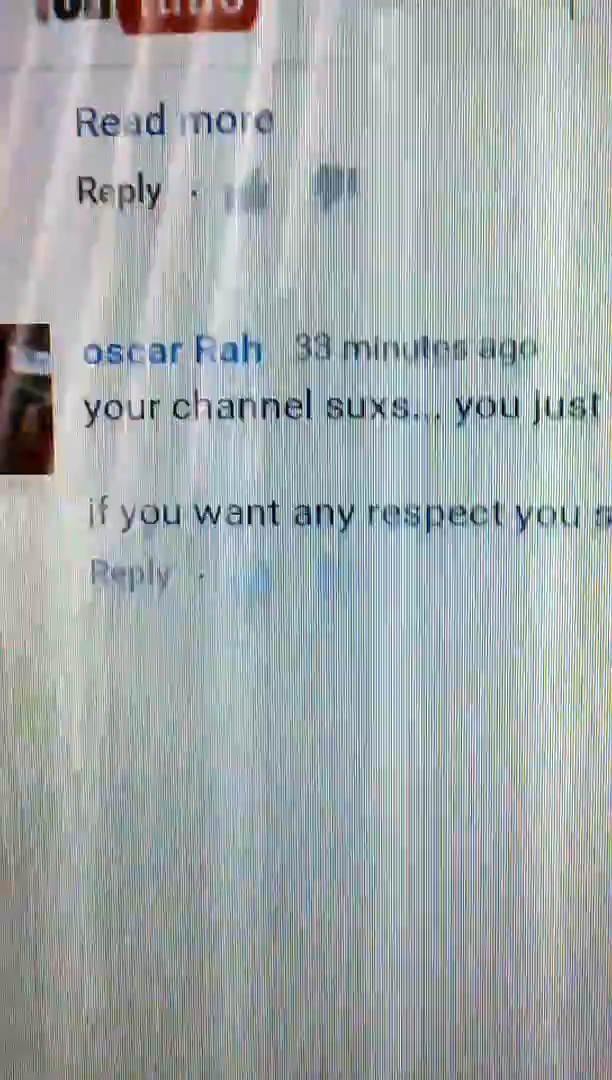 Read more
Reply
oscar Rah 33 minutes ago
your channel suxs... you just
if you want any respect you s
Reply